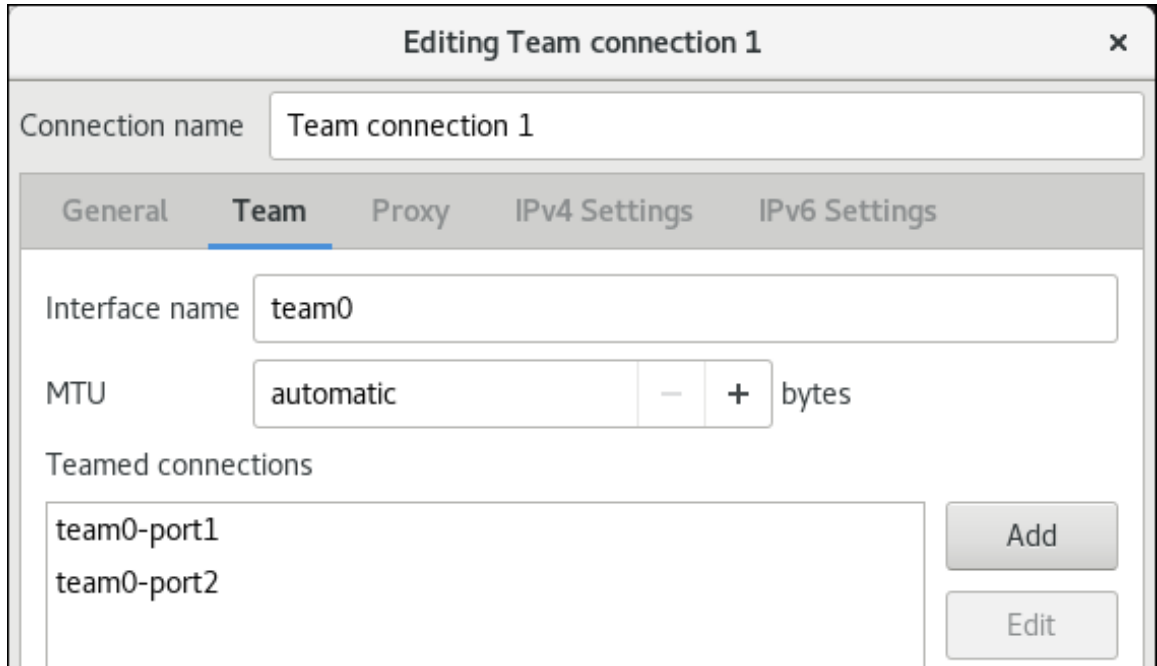 Editing Team connection 1 ×
Connection name Team connection 1
General Team Proxy IPv4 Settings IPv6 Settings
Interface name team0
MTU automatic − + bytes
Teamed connections
team0-port1 Add
team0-port2
Edit